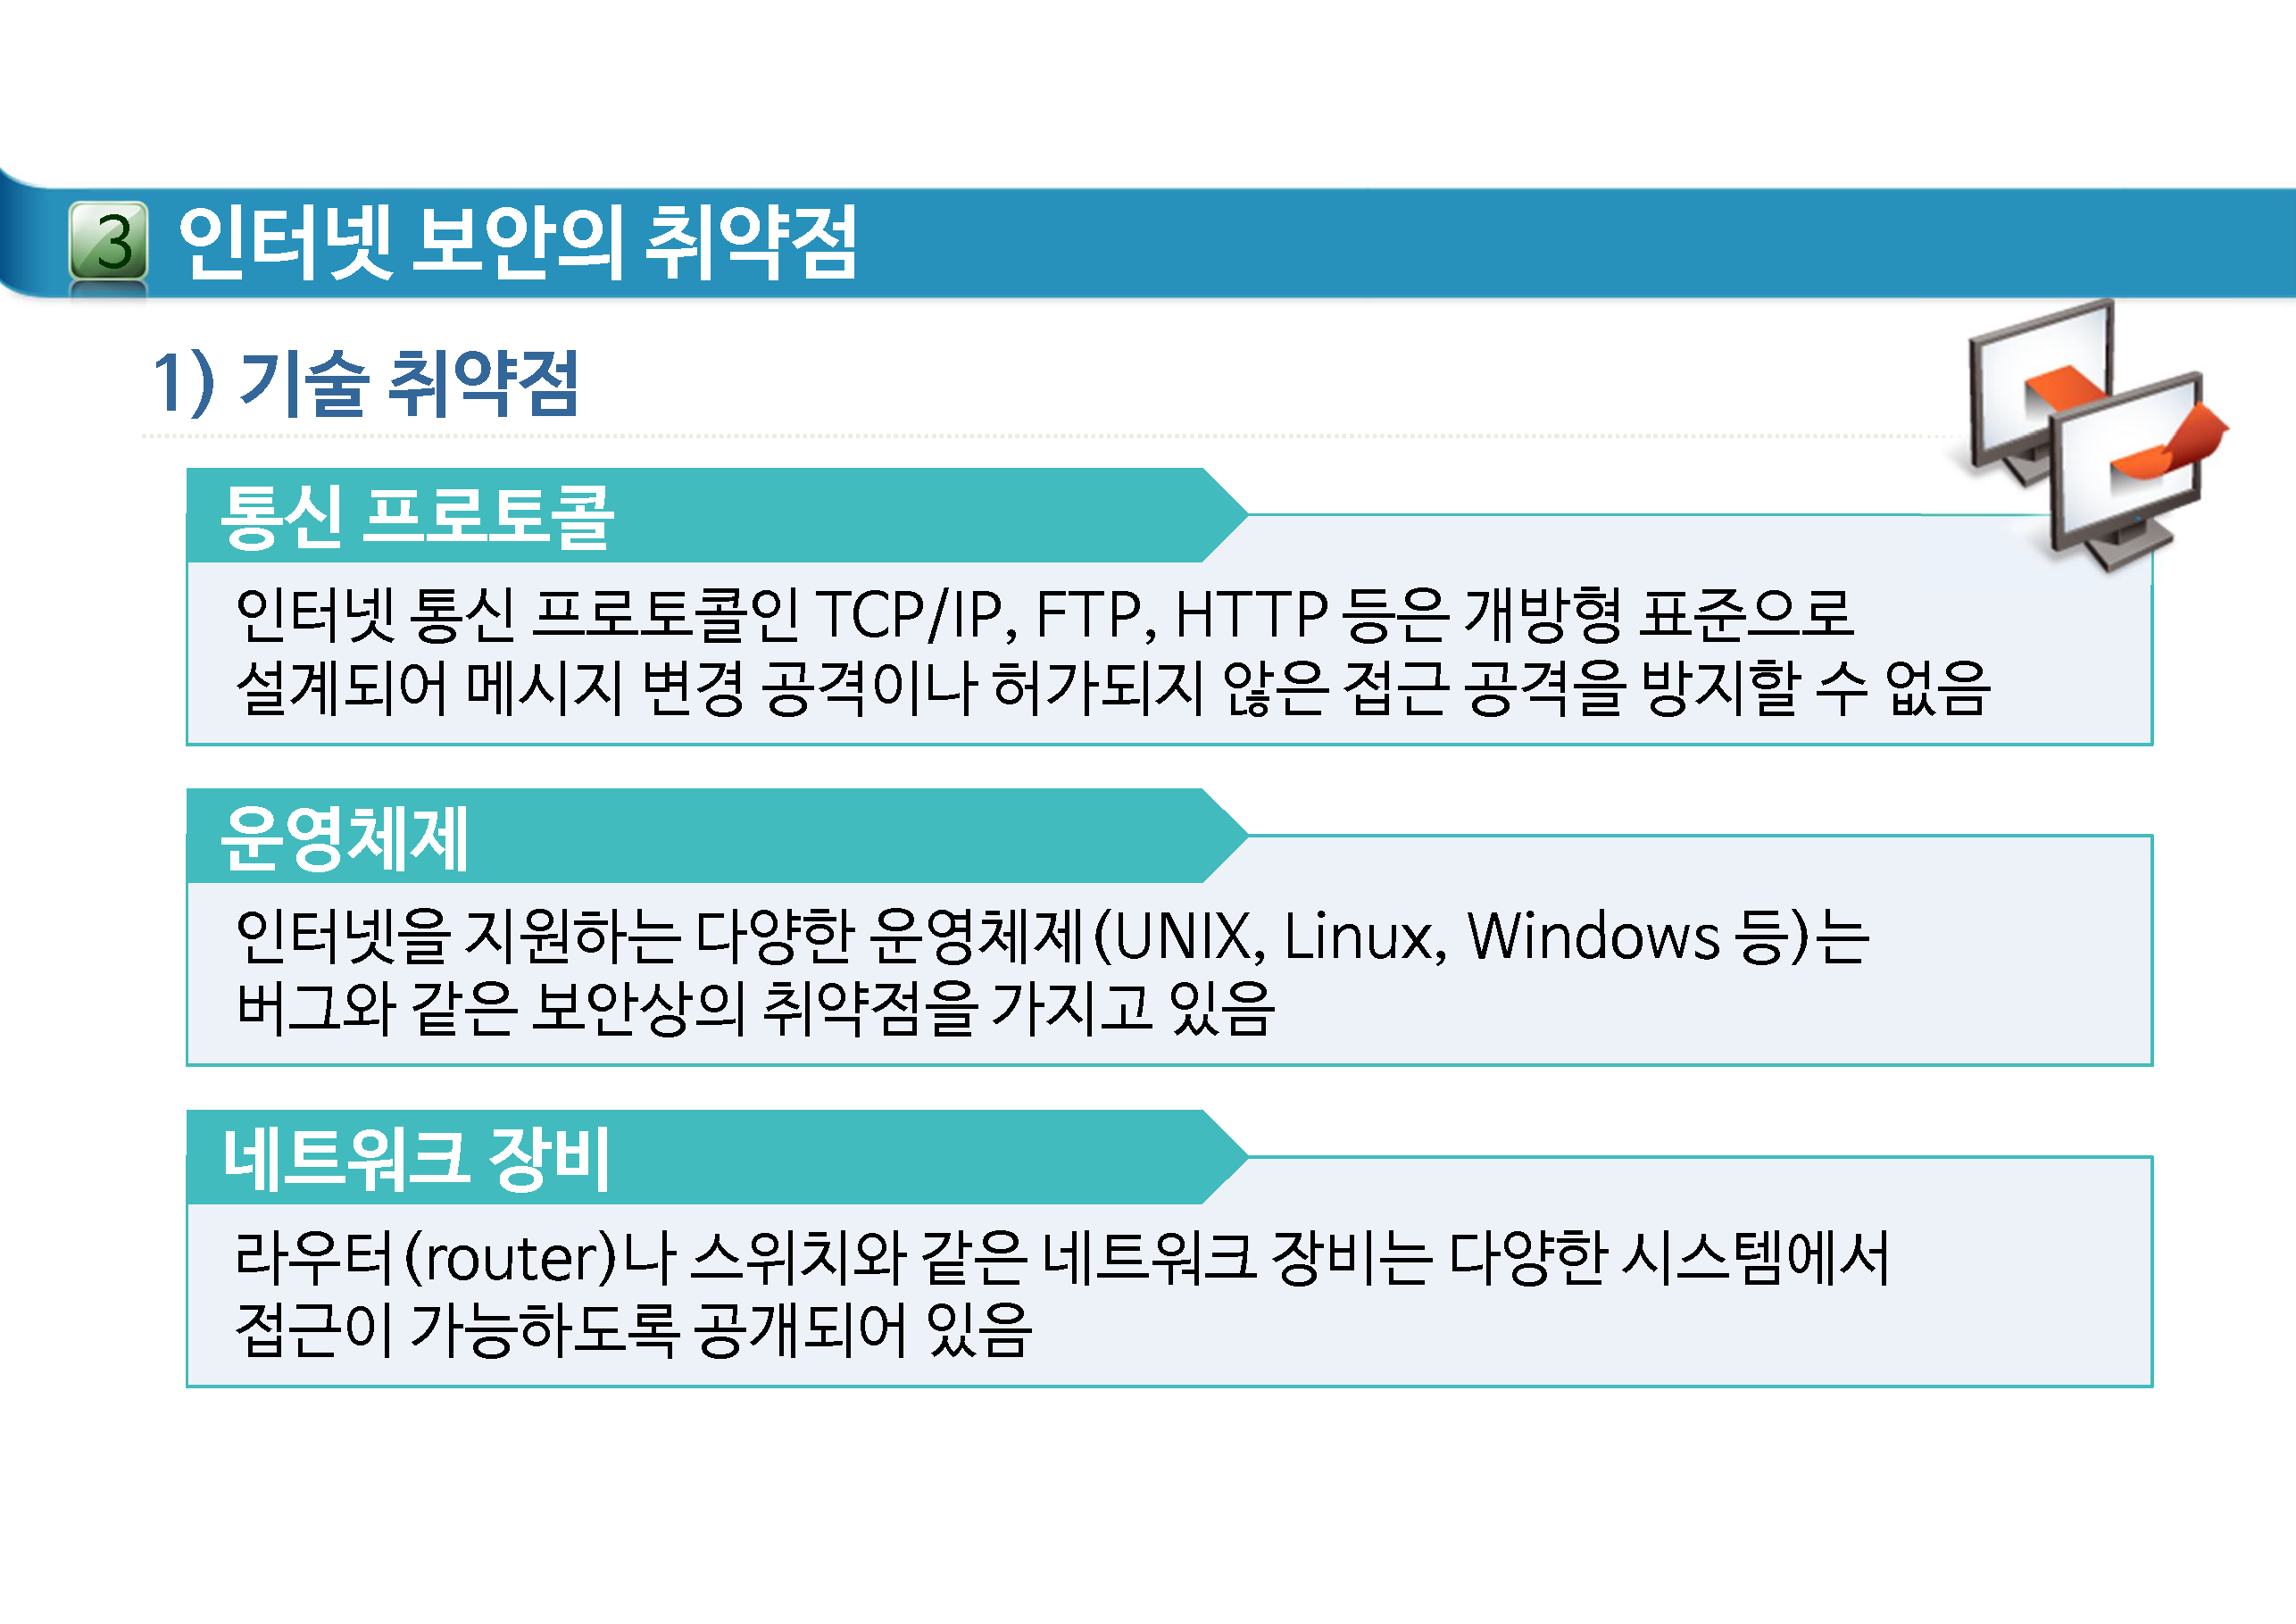 3 인터넷 보안의 취약점
1) 기술 취약점
통신 프로토콜
인터넷 통신 프로토콜인 TCP/IP, FTP, HTTP 등은 개방형 표준으로
설계되어 메시지 변경 공격이나 허가되지 않은 접근 공격을 방지할 수 없음
운영체제
인터넷을 지원하는 다양한 운영체제(UNIX, Linux, Windows 등)는
버그와 같은 보안상의 취약점을 가지고 있음
네트워크 장비
라우터(router)나 스위치와 같은 네트워크 장비는 다양한 시스템에서
접근이 가능하도록 공개되어 있음